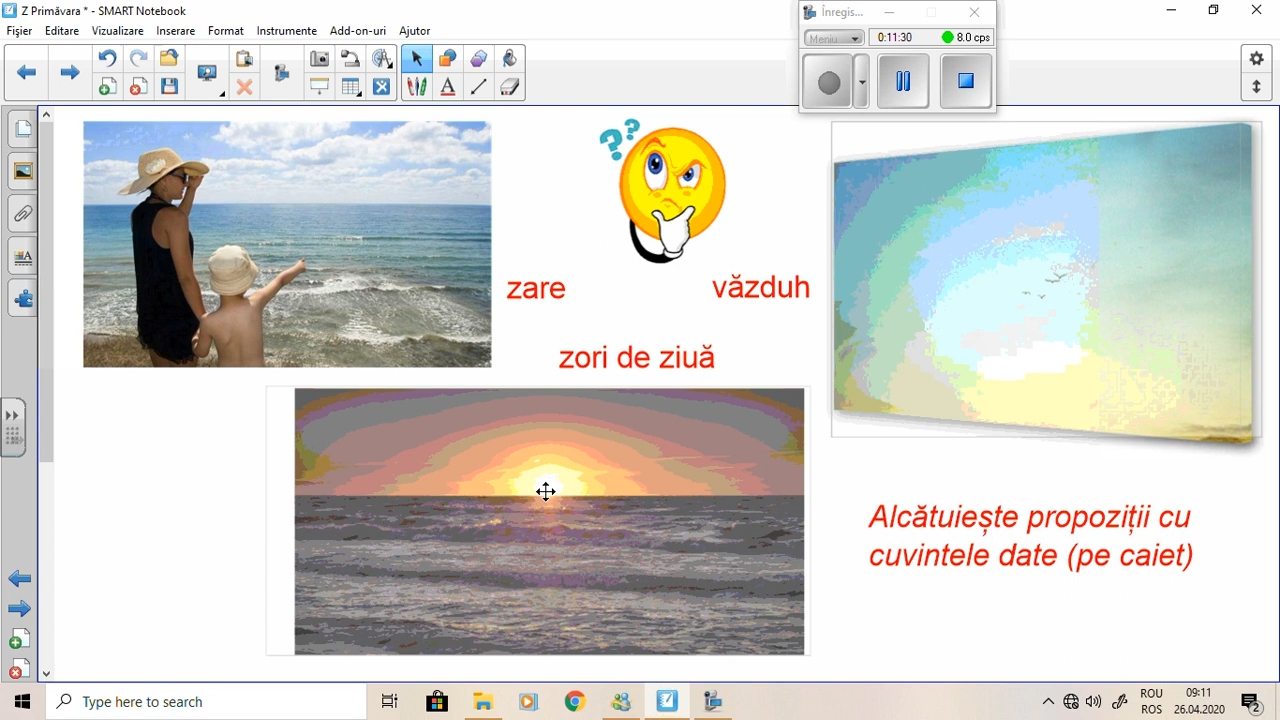 Z Primăvara * - SMART Notebook
Înregis...
Fișier Editare Vizualizare Inserare Format Instrumente Add-on-uri Ajutor
Meniu 0:11:30 8.0 cps
??
zare
văzduh
zori de ziuă
Alcătuiește propoziții cu
cuvintele date (pe caiet)
Type here to search
ROU
ROS
09:11
26.04.2020
2